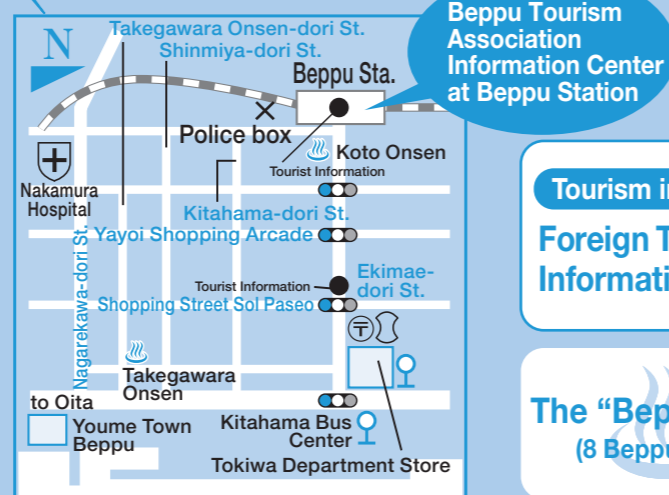 N
Takegawara Onsen-dori St.
Shinmiya-dori St.
Beppu Sta.
Beppu Tourism
Association
Information Center
at Beppu Station
Police box
Koto Onsen
Tourist Information
Nakamura
Hospital
Kitahama-dori St.
Yayoi Shopping Arcade
Nagarekawa-dori St.
Tourist Information
Ekimae-
dori St.
Shopping Street Sol Paseo
〒
Takegawara
Onsen
to Oita
Youme Town
Beppu
Kitahama Bus
Center
Tokiwa Department Store
Tourism in
Foreign T
Informati
The “Bep
(8 Beppu